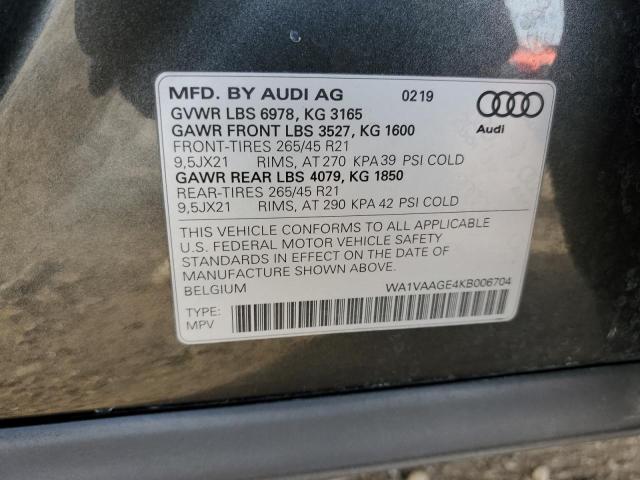 MFD. BY AUDI AG 0219
GVWR LBS 6978, KG 3165
GAWR FRONT LBS 3527, KG 1600
FRONT-TIRES 265/45 R21
9,5JX21 RIMS, AT 270 KPA 39 PSI COLD
GAWR REAR LBS 4079, KG 1850
REAR-TIRES 265/45 R21
9,5JX21 RIMS, AT 290 KPA 42 PSI COLD
Audi
THIS VEHICLE CONFORMS TO ALL APPLICABLE
U.S. FEDERAL MOTOR VEHICLE SAFETY
STANDARDS IN EFFECT ON THE DATE OF
MANUFACTURE SHOWN ABOVE.
BELGIUM WA1VAAGE4KB006704
TYPE:
MPV